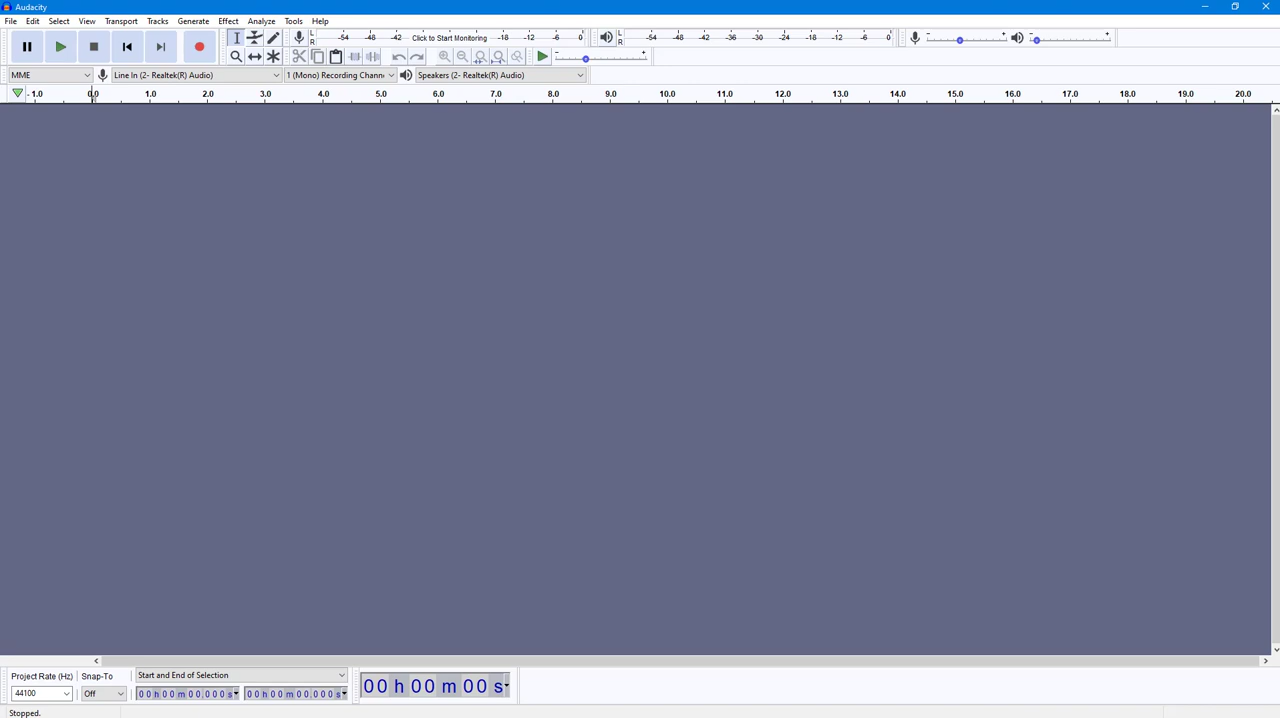 Audacity
File Edit Select View Transport Tracks Generate Effect Analyze Tools Help
L R -54 -48 -42 Click to Start Monitoring -18 -12 -6 0 L R -54 -48 -42 -36 -30 -24 -18 -12 -6 0 - + - +
- +
MME Line In (2- Realtek(R) Audio) 1 (Mono) Recording Chann Speakers (2- Realtek(R) Audio)
- 1.0 0.0 1.0 2.0 3.0 4.0 5.0 6.0 7.0 8.0 9.0 10.0 11.0 12.0 13.0 14.0 15.0 16.0 17.0 18.0 19.0 20.0
Project Rate (Hz) Snap-To Start and End of Selection
44100 Off 00 h 00 m 00.000 s 00 h 00 m 00.000 s 00 h 00 m 00 s
Stopped.